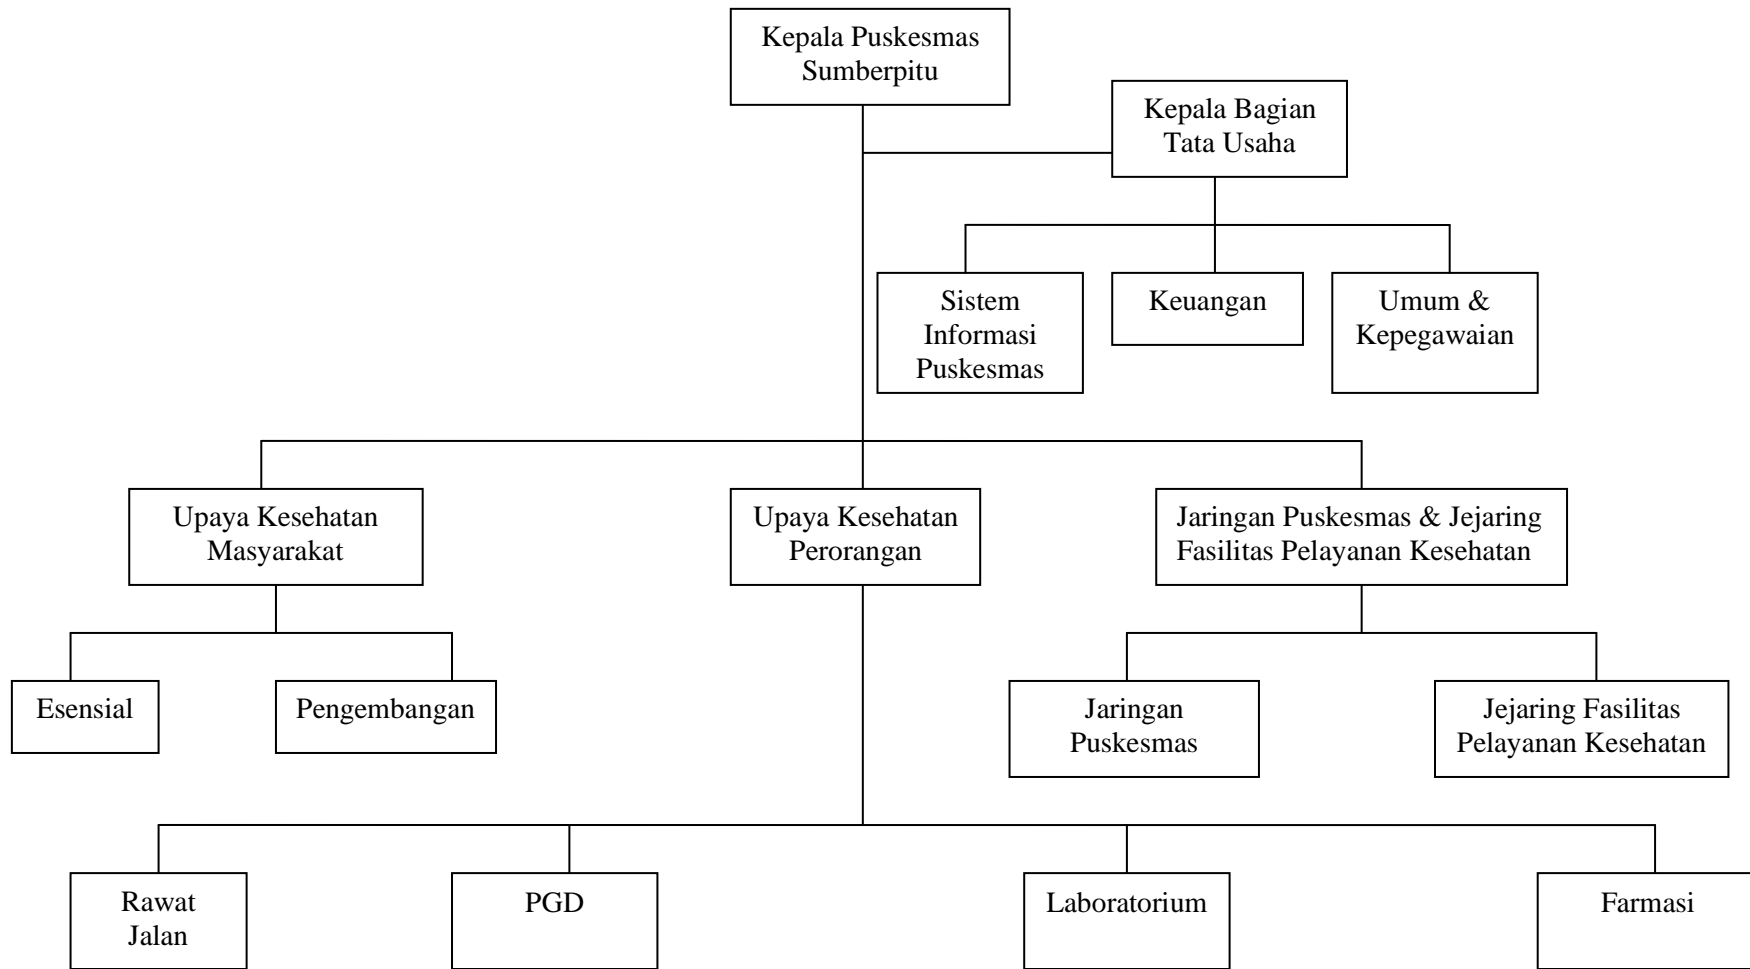 Kepala Puskesmas
Sumberpitu
Kepala Bagian
Tata Usaha
Sistem
Informasi
Puskesmas
Keuangan
Umum &
Kepegawaian
Upaya Kesehatan
Masyarakat
Upaya Kesehatan
Perorangan
Jaringan Puskesmas & Jejaring
Fasilitas Pelayanan Kesehatan
Esensial
Pengembangan
Jaringan
Puskesmas
Jejaring Fasilitas
Pelayanan Kesehatan
Rawat
Jalan
PGD
Laboratorium
Farmasi